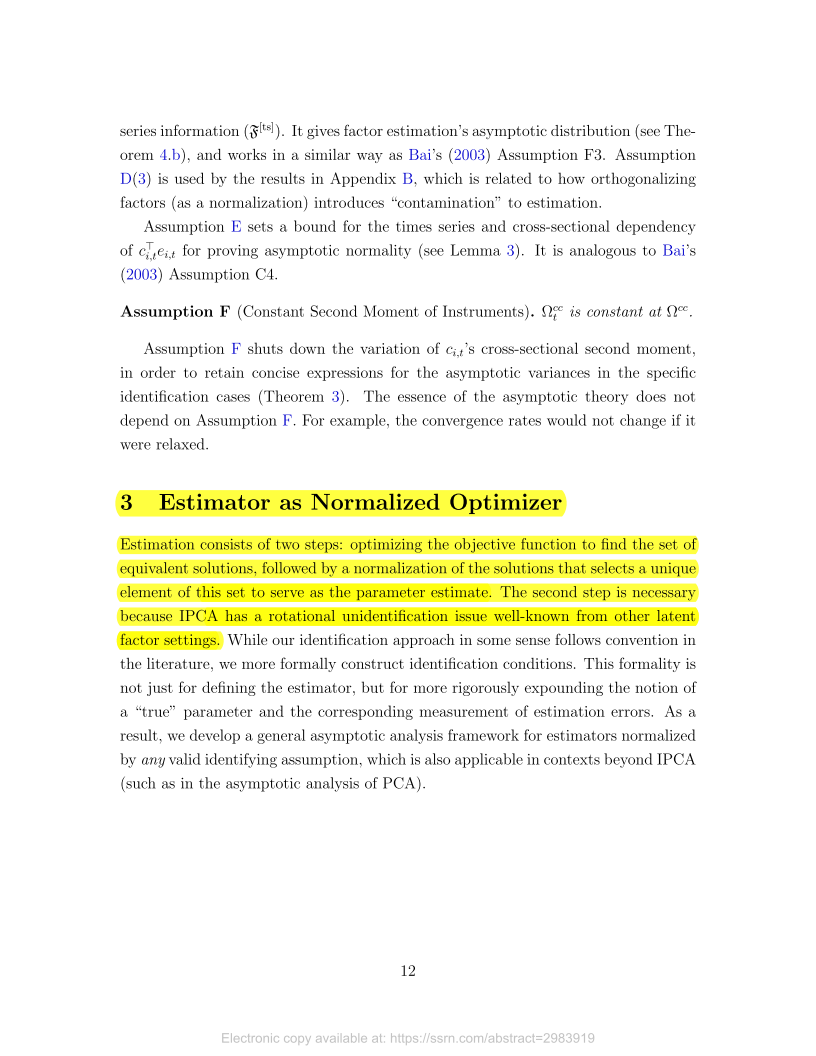 series information (𝔉[ts]). It gives factor estimation's asymptotic distribution (see The-
orem 4.b), and works in a similar way as Bai's (2003) Assumption F3. Assumption
D(3) is used by the results in Appendix B, which is related to how orthogonalizing
factors (as a normalization) introduces “contamination” to estimation.
Assumption E sets a bound for the times series and cross-sectional dependency
of c⊤i,tei,t for proving asymptotic normality (see Lemma 3). It is analogous to Bai's
(2003) Assumption C4.
Assumption F (Constant Second Moment of Instruments). Ωcct is constant at Ωcc.
Assumption F shuts down the variation of ci,t's cross-sectional second moment,
in order to retain concise expressions for the asymptotic variances in the specific
identification cases (Theorem 3). The essence of the asymptotic theory does not
depend on Assumption F. For example, the convergence rates would not change if it
were relaxed.
3 Estimator as Normalized Optimizer
Estimation consists of two steps: optimizing the objective function to find the set of
equivalent solutions, followed by a normalization of the solutions that selects a unique
element of this set to serve as the parameter estimate. The second step is necessary
because IPCA has a rotational unidentification issue well-known from other latent
factor settings. While our identification approach in some sense follows convention in
the literature, we more formally construct identification conditions. This formality is
not just for defining the estimator, but for more rigorously expounding the notion of
a “true” parameter and the corresponding measurement of estimation errors. As a
result, we develop a general asymptotic analysis framework for estimators normalized
by any valid identifying assumption, which is also applicable in contexts beyond IPCA
(such as in the asymptotic analysis of PCA).
12
Electronic copy available at: https://ssrn.com/abstract=2983919